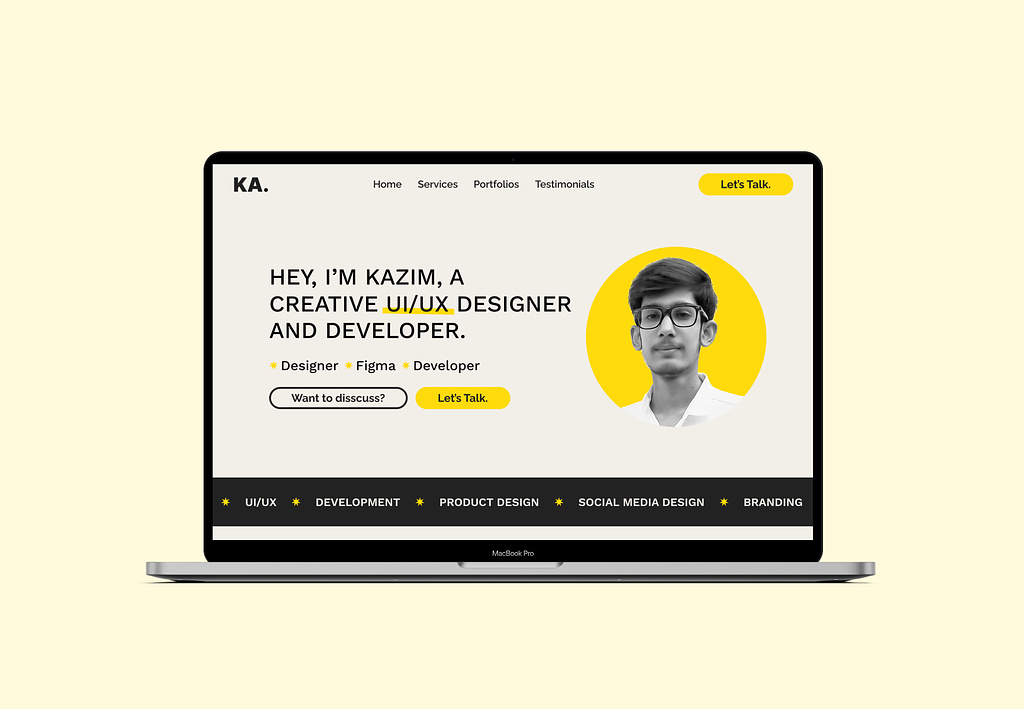 KA.
Home Services Portfolios Testimonials
Let's Talk.
HEY, I'M KAZIM, A
CREATIVE UI/UX DESIGNER
AND DEVELOPER.
Designer Figma Developer
Want to disscuss? Let's Talk.
UI/UX DEVELOPMENT PRODUCT DESIGN SOCIAL MEDIA DESIGN BRANDING
MacBook Pro